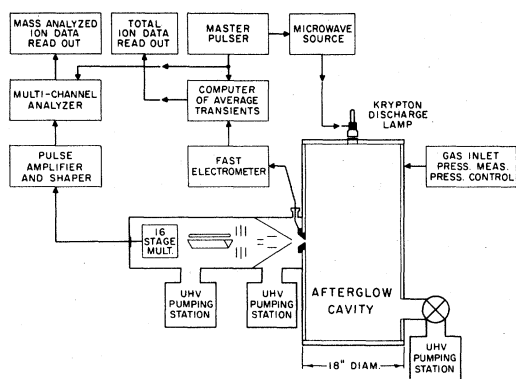 MASS ANALYZED
ION DATA
READ OUT
TOTAL
ION DATA
READ OUT
MASTER
PULSER
MICROWAVE
SOURCE
MULTI-CHANNEL
ANALYZER
COMPUTER
OF AVERAGE
TRANSIENTS
KRYPTON
DISCHARGE
LAMP
PULSE
AMPLIFIER
AND SHAPER
FAST
ELECTROMETER
GAS INLET
PRESS. MEAS.
PRESS. CONTROL
16
STAGE
MULT.
UHV
PUMPING
STATION
UHV
PUMPING
STATION
AFTERGLOW
CAVITY
UHV
PUMPING
STATION
18" DIAM.